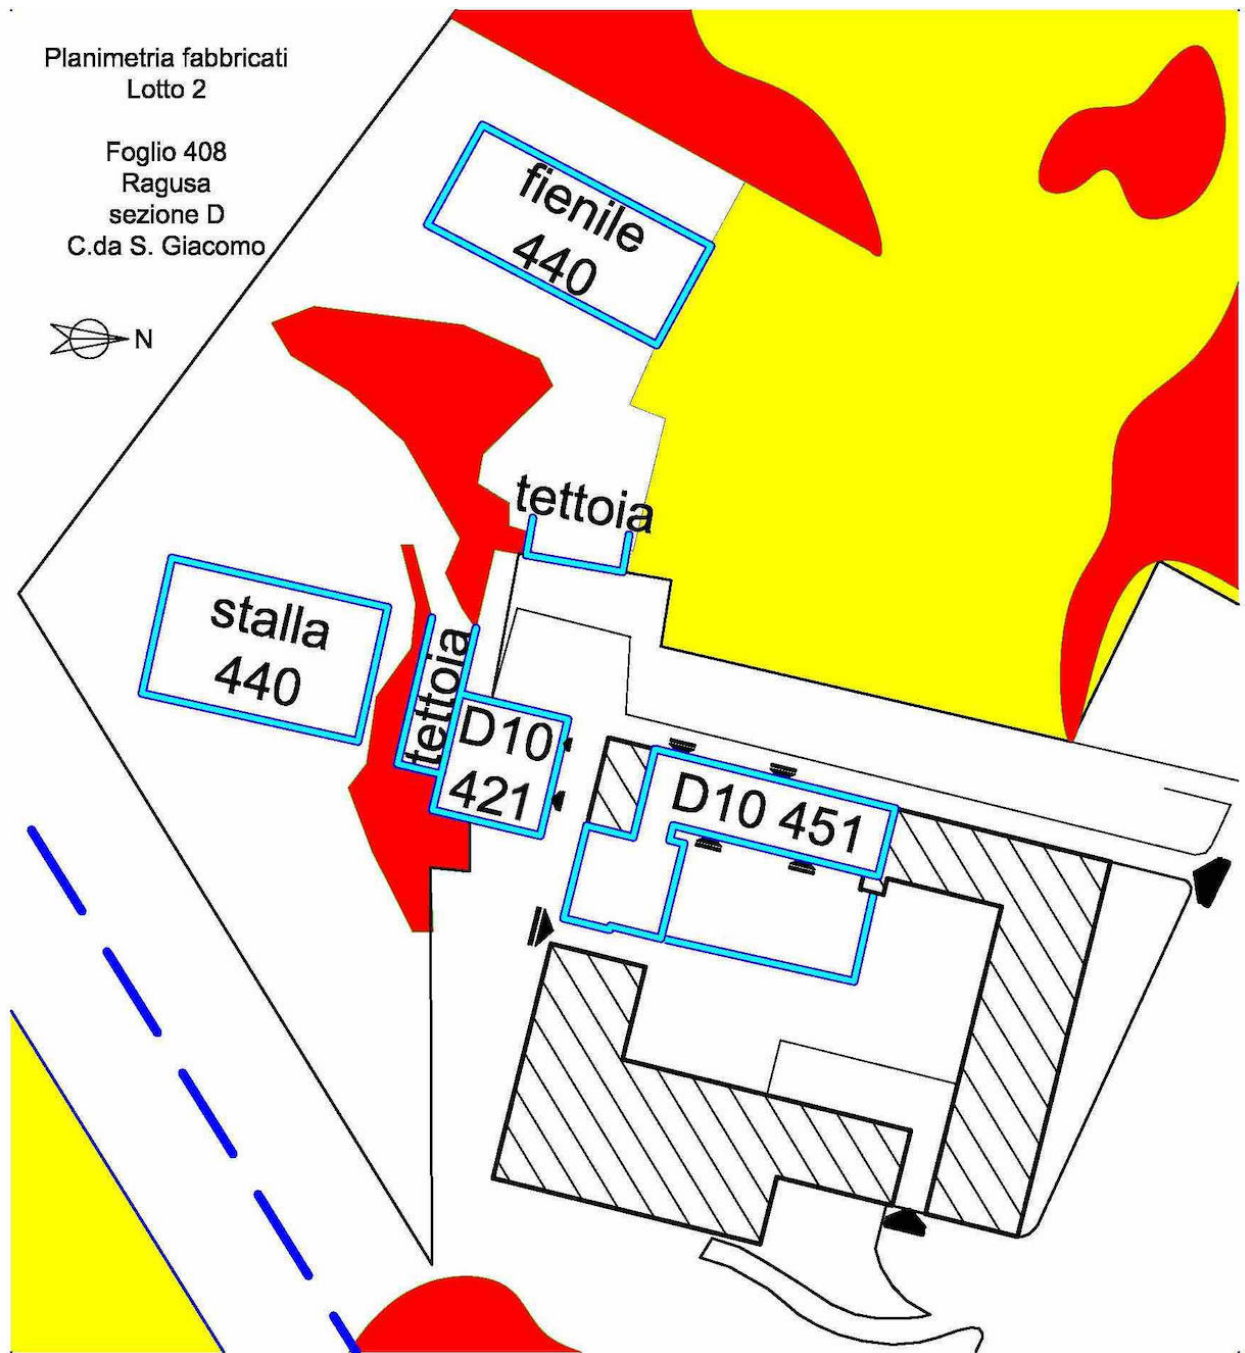 Planimetria fabbricati
Lotto 2
Foglio 408
Ragusa
sezione D
C.da S. Giacomo
N
fienile
440
tettoia
stalla
440
tettoia
D10
421
D10 451